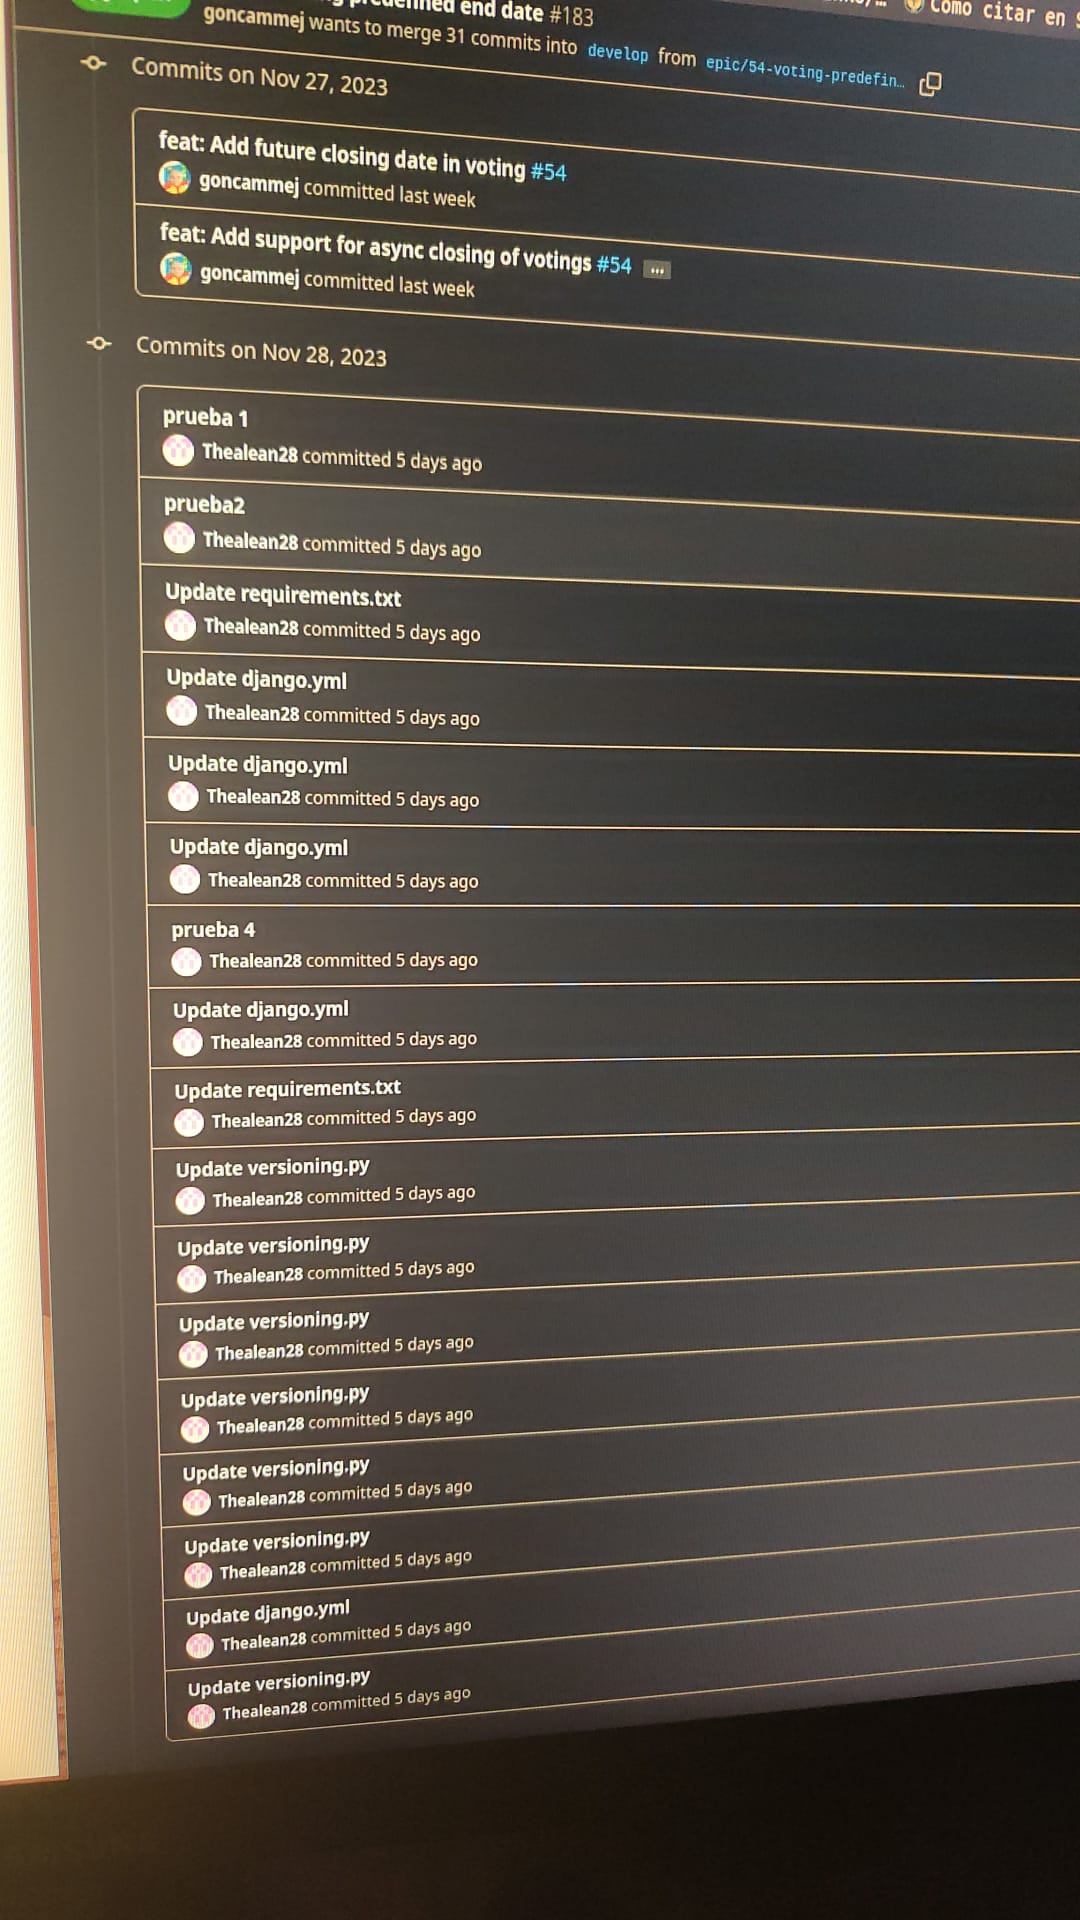 end date #183
Como citar en
goncammej wants to merge 31 commits into develop from epic/54-voting-predefin...
Commits on Nov 27, 2023
feat: Add future closing date in voting #54
goncammej committed last week
feat: Add support for async closing of votings #54 ...
goncammej committed last week
Commits on Nov 28, 2023
prueba 1
Thealean28 committed 5 days ago
prueba2
Thealean28 committed 5 days ago
Update requirements.txt
Thealean28 committed 5 days ago
Update django.yml
Thealean28 committed 5 days ago
Update django.yml
Thealean28 committed 5 days ago
Update django.yml
Thealean28 committed 5 days ago
prueba 4
Thealean28 committed 5 days ago
Update django.yml
Thealean28 committed 5 days ago
Update requirements.txt
Thealean28 committed 5 days ago
Update versioning.py
Thealean28 committed 5 days ago
Update versioning.py
Thealean28 committed 5 days ago
Update versioning.py
Thealean28 committed 5 days ago
Update versioning.py
Thealean28 committed 5 days ago
Update versioning.py
Thealean28 committed 5 days ago
Update versioning.py
Thealean28 committed 5 days ago
Update django.yml
Thealean28 committed 5 days ago
Update versioning.py
Thealean28 committed 5 days ago